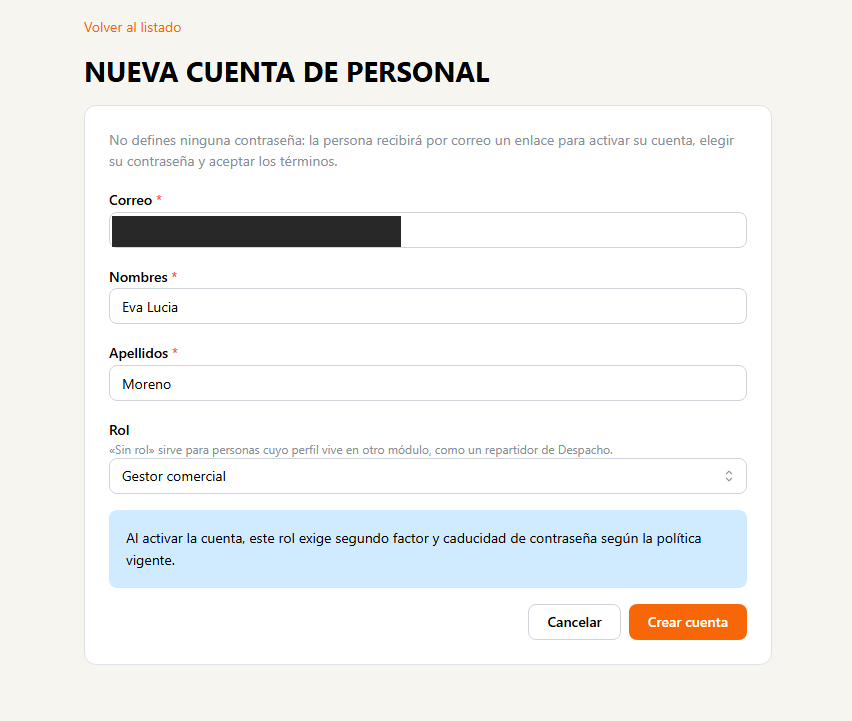 Volver al listado
NUEVA CUENTA DE PERSONAL
No defines ninguna contraseña: la persona recibirá por correo un enlace para activar su cuenta, elegir
su contraseña y aceptar los términos.
Correo *
Nombres *
Eva Lucia
Apellidos *
Moreno
Rol
«Sin rol» sirve para personas cuyo perfil vive en otro módulo, como un repartidor de Despacho.
Gestor comercial
Al activar la cuenta, este rol exige segundo factor y caducidad de contraseña según la política
vigente.
Cancelar
Crear cuenta